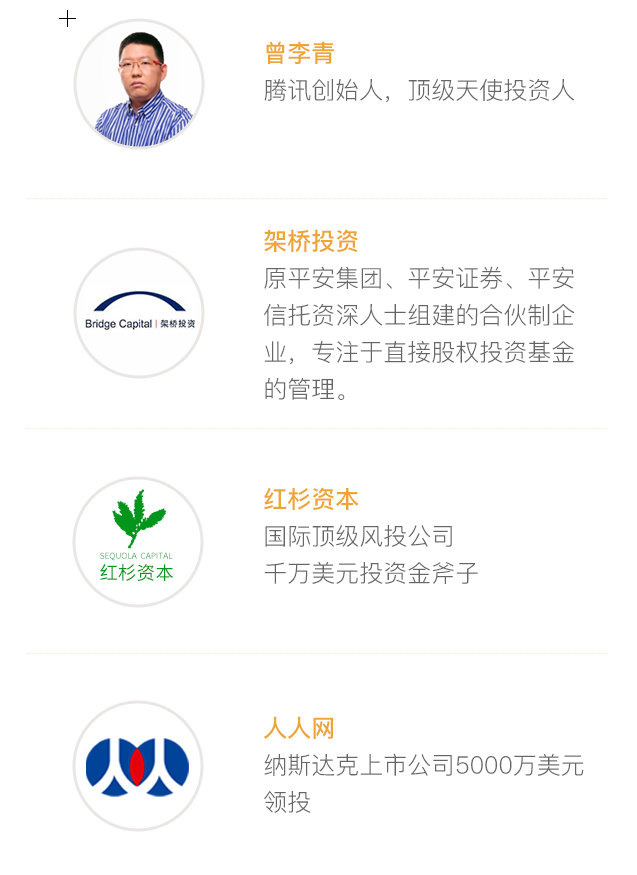 曾李青
腾讯创始人，顶级天使投资人
架桥投资
原平安集团、平安证券、平安
信托资深人士组建的合伙制企
业，专注于直接股权投资基金
的管理。
Bridge Capital | 架桥投资
红杉资本
国际顶级风投公司
千万美元投资金斧子
SEQUOLA CAPITAL
红杉资本
人人网
纳斯达克上市公司5000万美元
领投